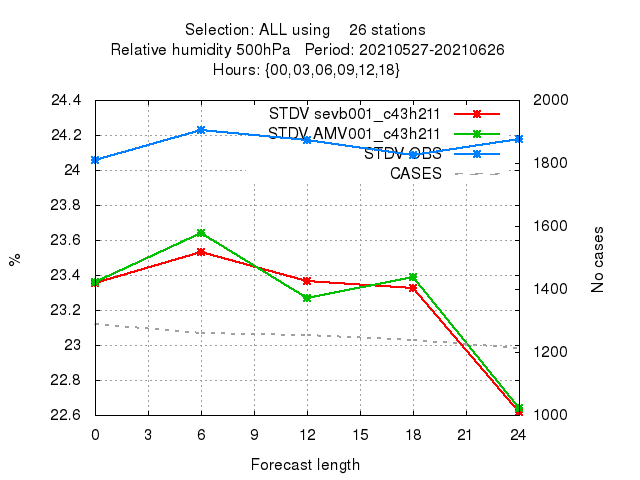 Selection: ALL using    26 stations
Relative humidity 500hPa   Period: 20210527-20210626
Hours: {00,03,06,09,12,18}
24.4
24.2
24
23.8
23.6
23.4
23.2
23
22.8
22.6
%
STDV sevb001_c43h211
STDV AMV001_c43h211
STDV OBS
CASES
2000
1800
1600
1400
1200
1000
No cases
0 3 6 9 12 15 18 21 24
Forecast length